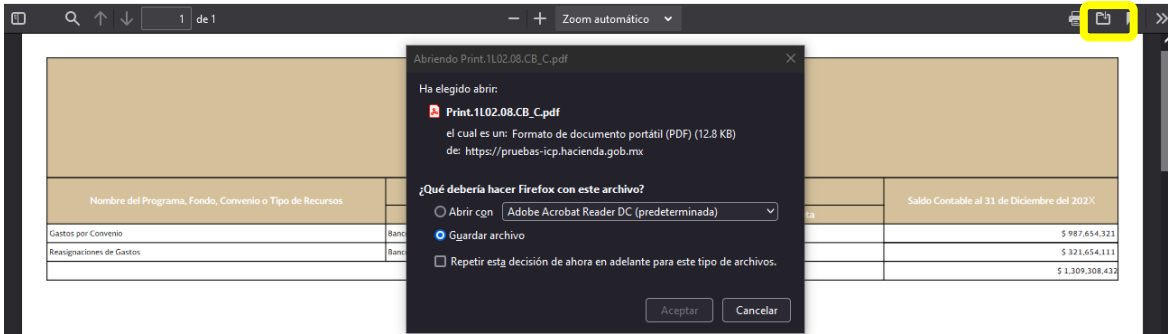 1 de 1 Zoom automático
Abriendo Print.1L02.08.CB_C.pdf
Ha elegido abrir:
Print.1L02.08.CB_C.pdf
el cual es un: Formato de documento portátil (PDF) (12.8 KB)
de: https://pruebas-icp.hacienda.gob.mx
¿Qué debería hacer Firefox con este archivo?
Nombre del Programa, Fondo, Convenio o Tipo de Recursos
Saldo Contable al 31 de Diciembre del 202X
Abrir con Adobe Acrobat Reader DC (predeterminada)
Gastos por Convenio
Guardar archivo
$ 987,654,321
Reasignaciones de Gastos
$ 321,654,111
Repetir esta decisión de ahora en adelante para este tipo de archivos.
$ 1,309,308,432
Aceptar Cancelar